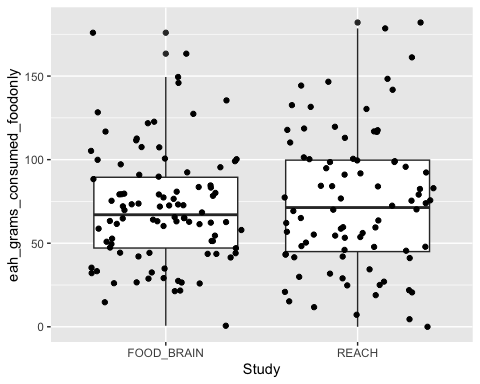 eah_grams_consumed_foodonly
150
100
50
0
FOOD_BRAIN
REACH
Study